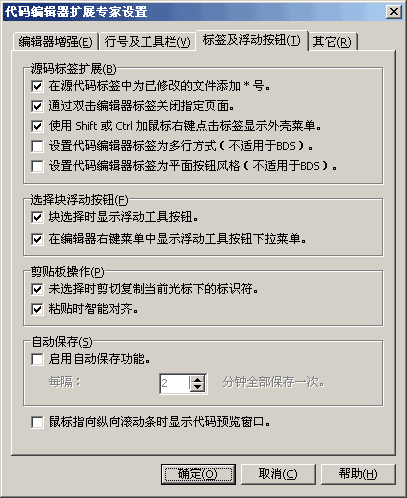 代码编辑器扩展专家设置
编辑器增强(E) 行号及工具栏(V) 标签及浮动按钮(T) 其它(R)
源码标签扩展(B)
在源代码标签中为已修改的文件添加 * 号。
通过双击编辑器标签关闭指定页面。
使用 Shift 或 Ctrl 加鼠标右键点击标签显示外壳菜单。
设置代码编辑器标签为多行方式（不适用于BDS）。
设置代码编辑器标签为平面按钮风格（不适用于BDS）。
选择块浮动按钮(F)
块选择时显示浮动工具按钮。
在编辑器右键菜单中显示浮动工具按钮下拉菜单。
剪贴板操作(P)
未选择时剪切复制当前光标下的标识符。
粘贴时智能对齐。
自动保存(S)
启用自动保存功能。
每隔： 2 分钟全部保存一次。
鼠标指向纵向滚动条时显示代码预览窗口。
确定(O) 取消(C) 帮助(H)